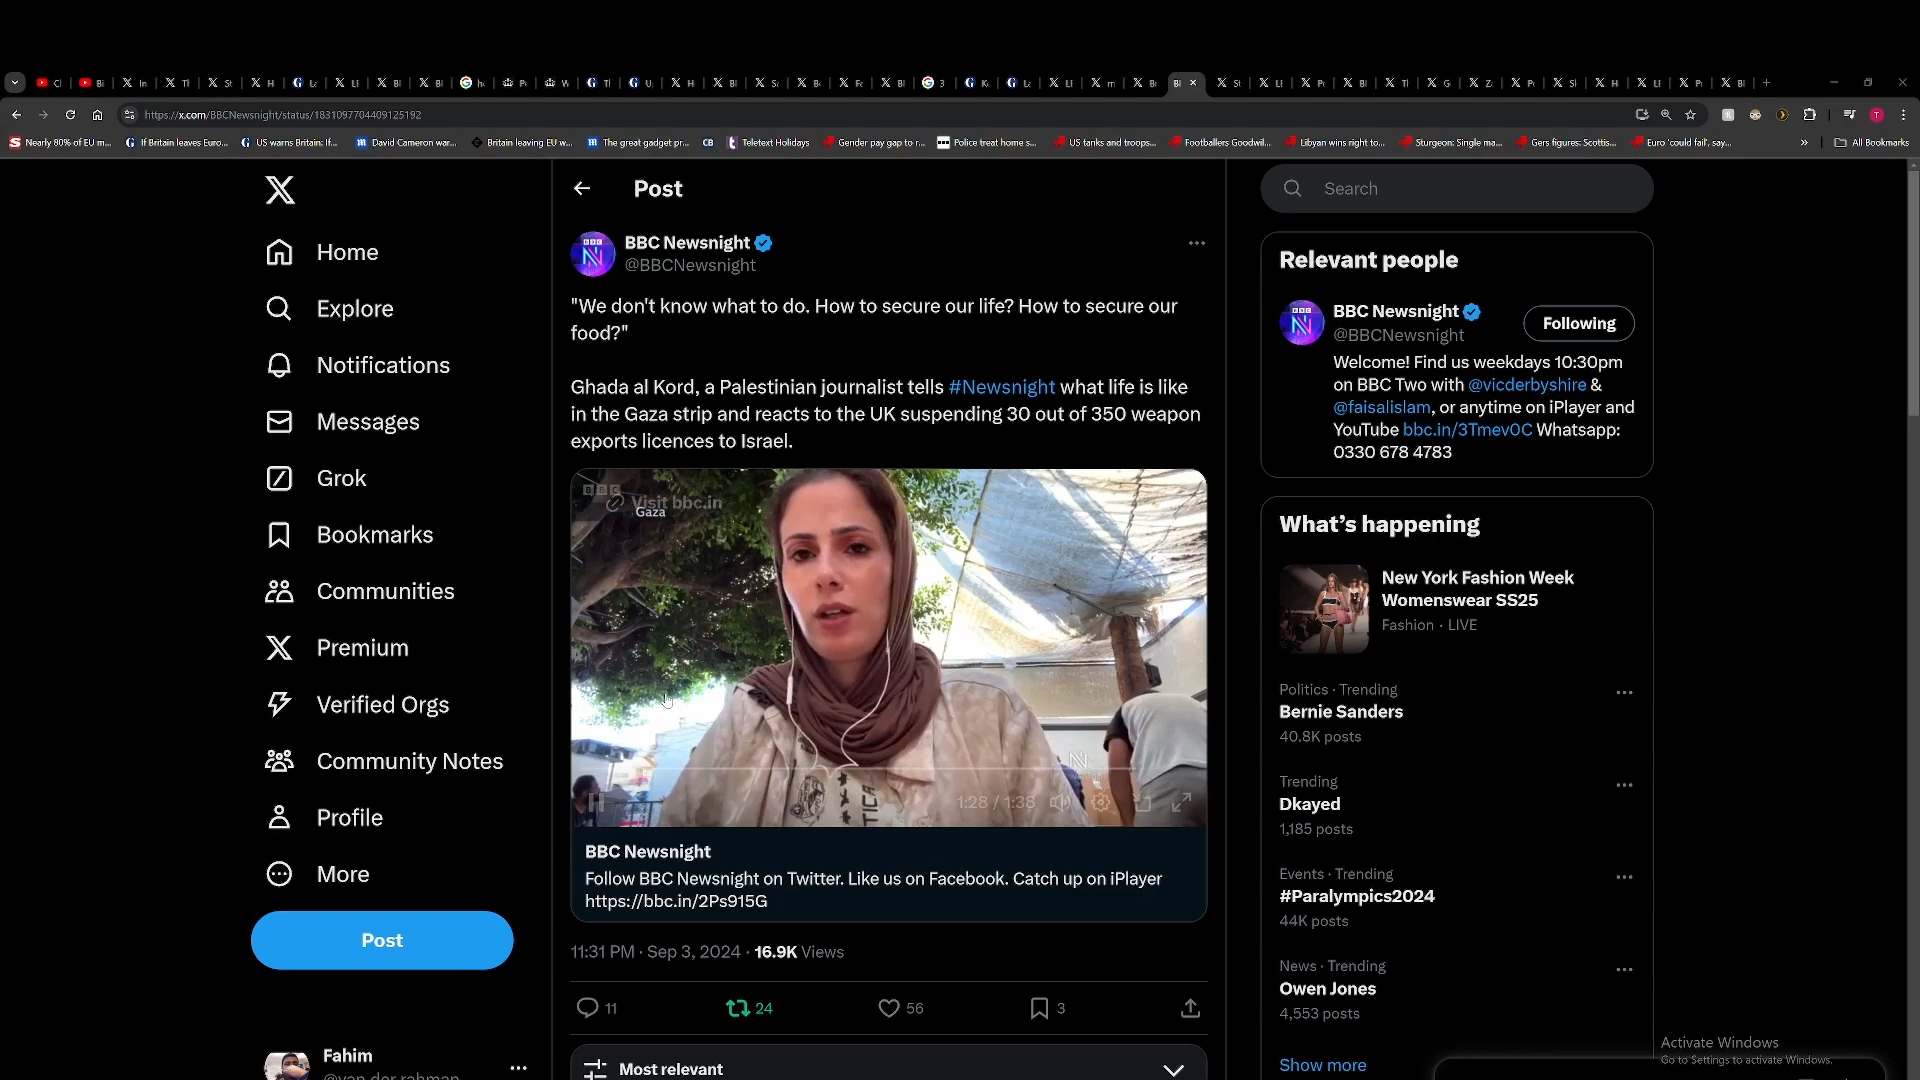 https://x.com/BBCNewsnight/status/1831097704409125192
Nearly 80% of EU m...
If Britain leaves Euro...
US warns Britain: If...
David Cameron war...
Britain leaving EU w...
The great gadget pr...
CB
Teletext Holidays
Gender pay gap to r...
Police treat home s...
US tanks and troops...
Footballers Goodwil...
Libyan wins right to...
Sturgeon: Single ma...
Gers figures: Scottis...
Euro 'could fail', say...
All Bookmarks
Home
Explore
Notifications
Messages
Grok
Bookmarks
Communities
Premium
Verified Orgs
Community Notes
Profile
More
Post
Fahim
@van der rahman
Post
BBC Newsnight
@BBCNewsnight
"We don't know what to do. How to secure our life? How to secure our
food?"
Ghada al Kord, a Palestinian journalist tells #Newsnight what life is like
in the Gaza strip and reacts to the UK suspending 30 out of 350 weapon
exports licences to Israel.
BBC
Visit bbc.in
Gaza
1:28 / 1:38
BBC Newsnight
Follow BBC Newsnight on Twitter. Like us on Facebook. Catch up on iPlayer
https://bbc.in/2Ps915G
11:31 PM · Sep 3, 2024 · 16.9K Views
11
24
56
3
Most relevant
Search
Relevant people
BBC Newsnight
@BBCNewsnight
Following
Welcome! Find us weekdays 10:30pm
on BBC Two with @vicderbyshire &
@faisalislam, or anytime on iPlayer and
YouTube bbc.in/3Tmev0C Whatsapp:
0330 678 4783
What's happening
New York Fashion Week
Womenswear SS25
Fashion · LIVE
Politics · Trending
Bernie Sanders
40.8K posts
Trending
Dkayed
1,185 posts
Events · Trending
#Paralympics2024
44K posts
News · Trending
Owen Jones
4,553 posts
Show more
Activate Windows
Go to Settings to activate Windows.